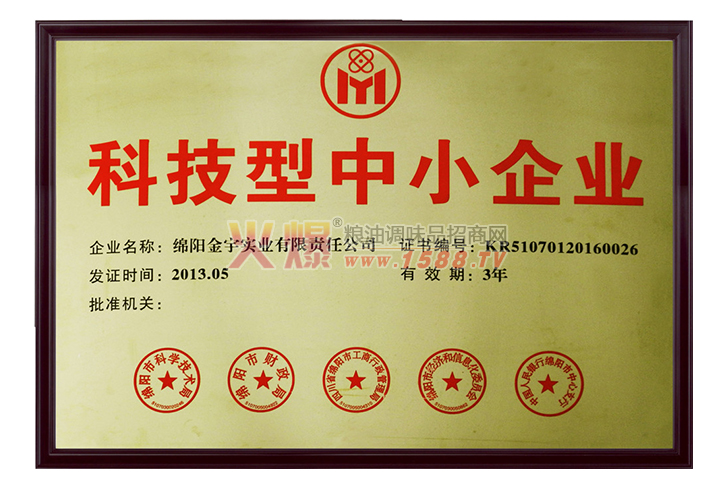 科技型中小企业
企业名称：绵阳金宇实业有限责任公司 证书编号：KR51070120160026
火爆®粮油调味品招商网
www.1588.TV
发证时间：2013.05 有效期：3年
批准机关：
绵阳市科学技术局
绵阳市财政局
四川省绵阳市工商行政管理局
绵阳市经济和信息化委员会
中国人民银行绵阳市中心支行